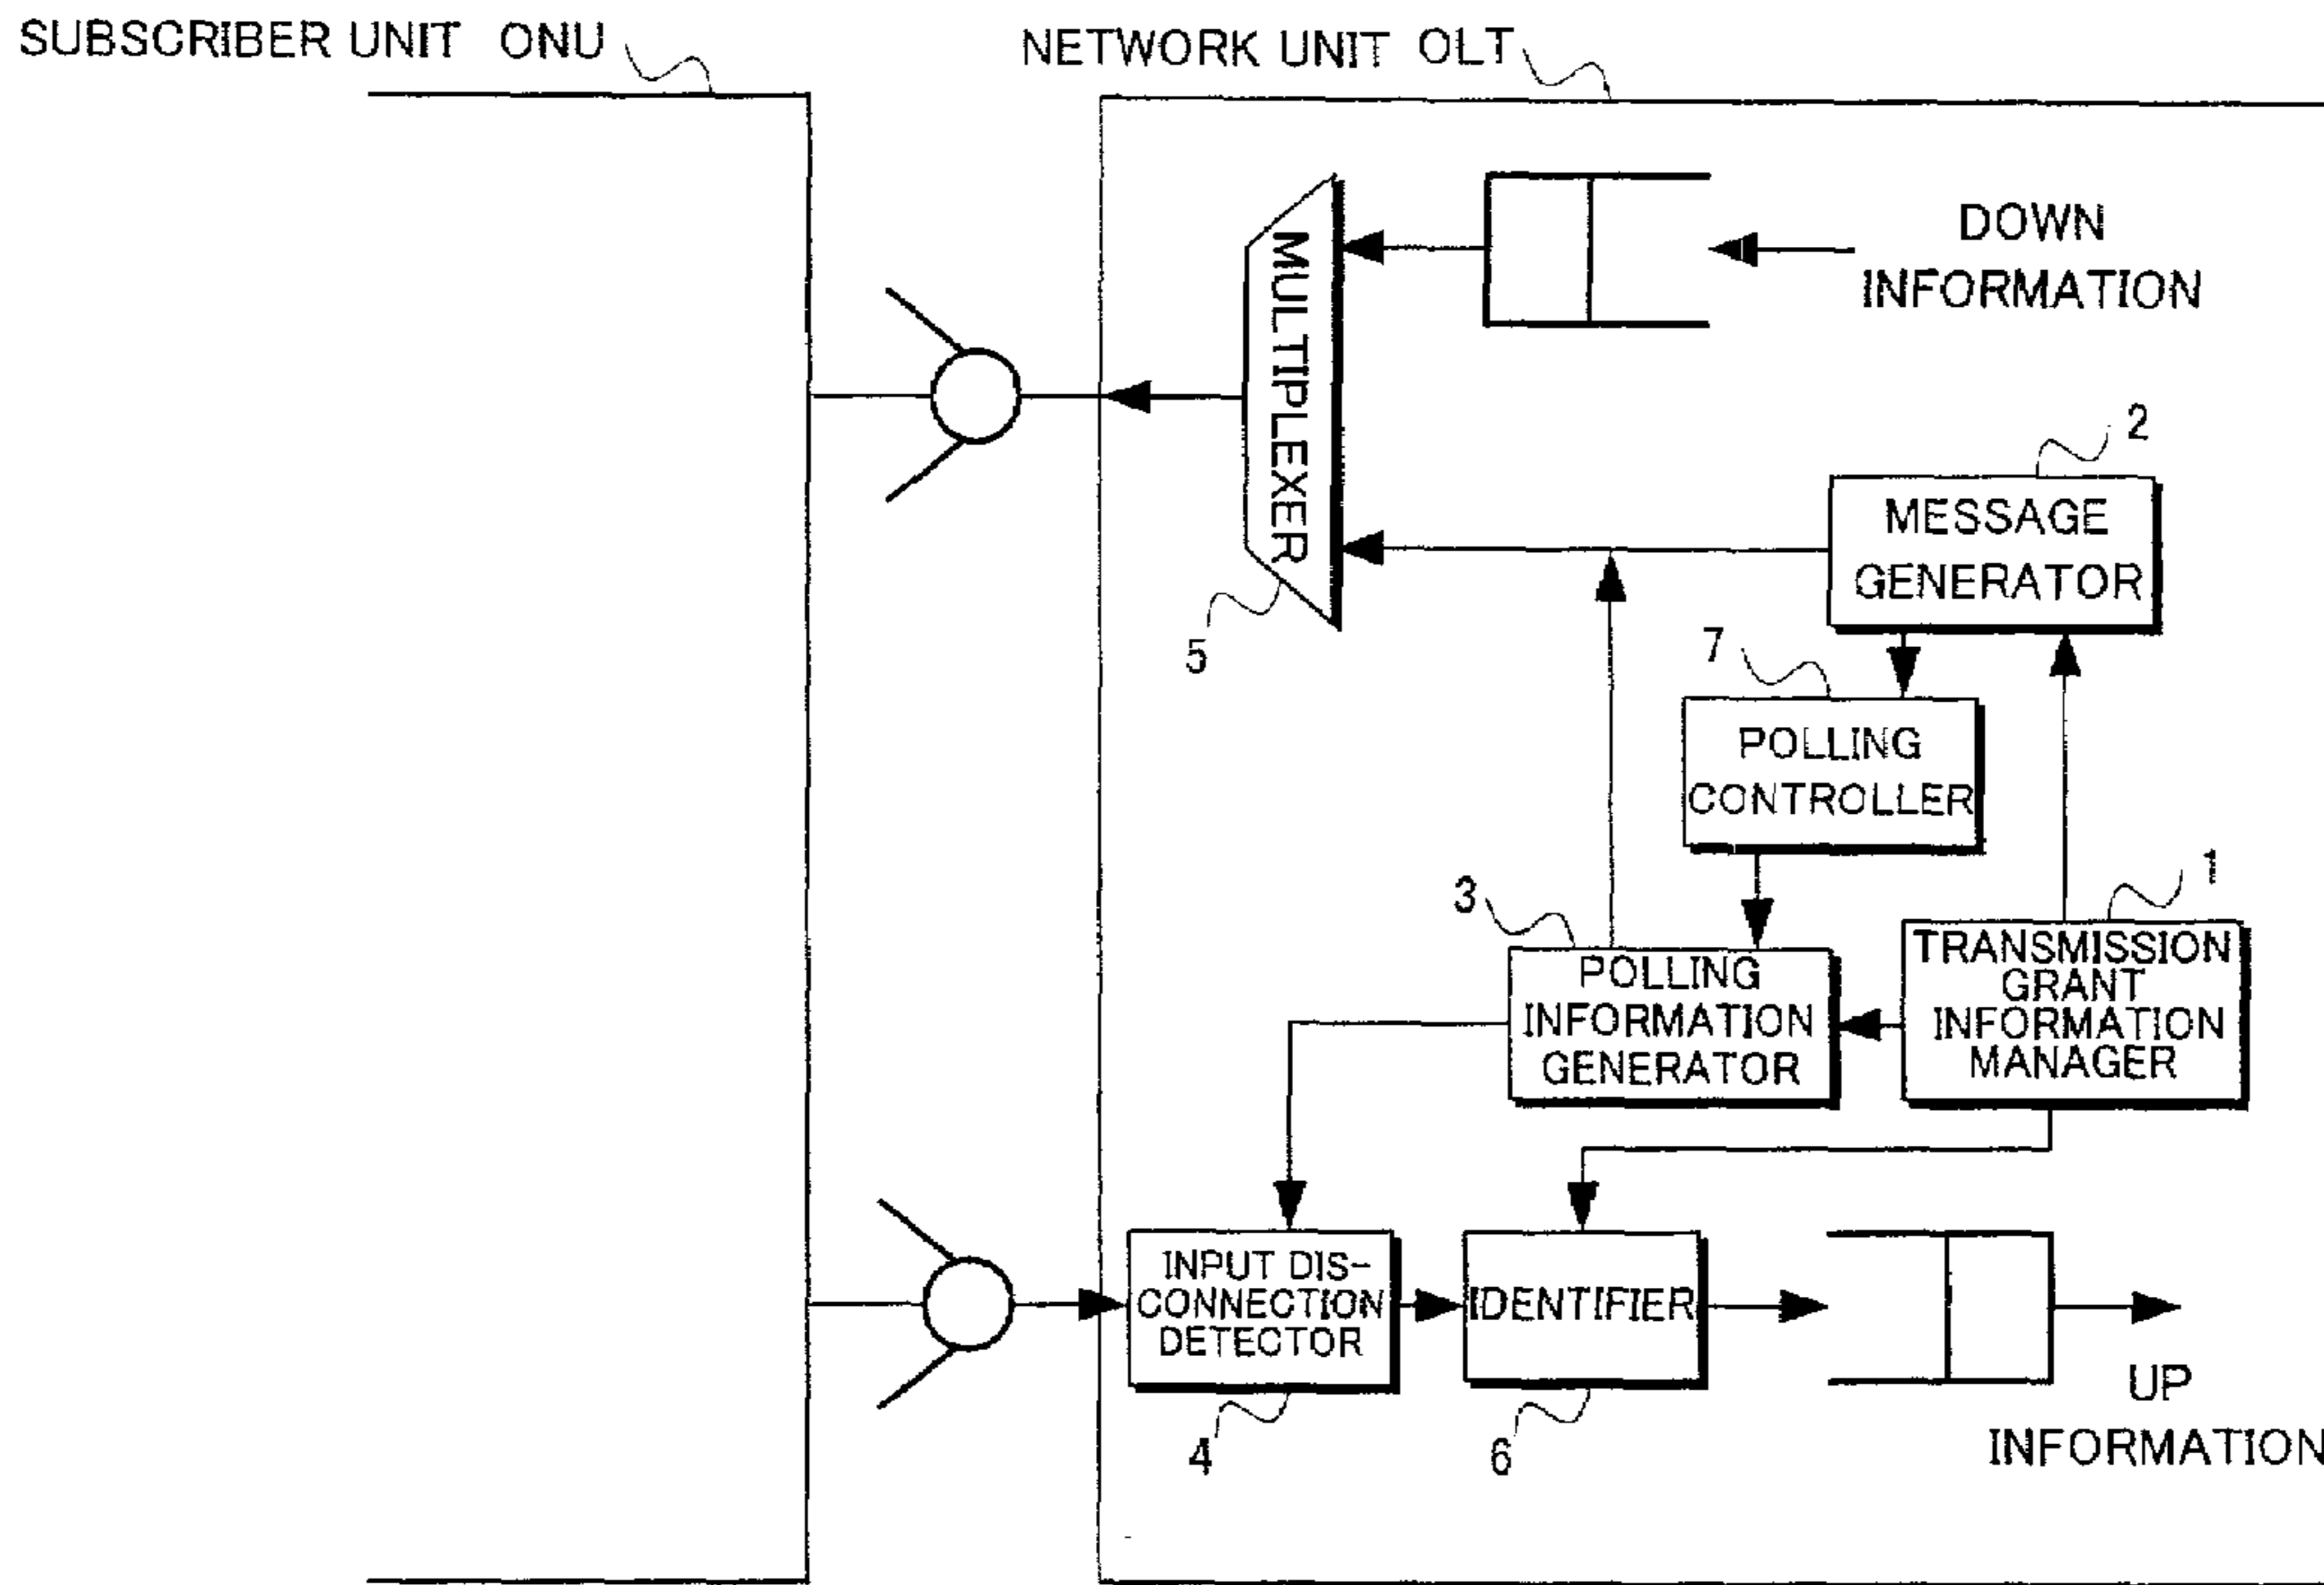 SUBSCRIBER UNIT ONU
NETWORK UNIT OLT
DOWN
INFORMATION
MULTIPLEXER
5
2
MESSAGE
GENERATOR
7
POLLING
CONTROLLER
3
POLLING
INFORMATION
GENERATOR
1
TRANSMISSION
GRANT
INFORMATION
MANAGER
INPUT DIS-
CONNECTION
DETECTOR
4
IDENTIFIER
6
UP
INFORMATION